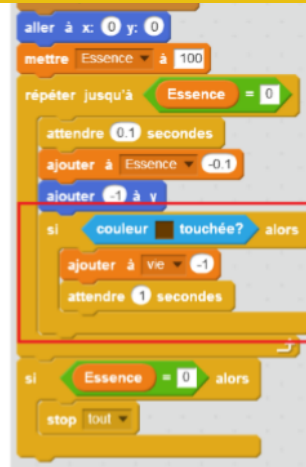 aller à x: 0 y: 0
mettre Essence à 100
répéter jusqu'à Essence = 0
attendre 0.1 secondes
ajouter à Essence -0.1
ajouter -1 à y
si couleur touchée? alors
ajouter à vie -1
attendre 1 secondes
si Essence = 0 alors
stop tout